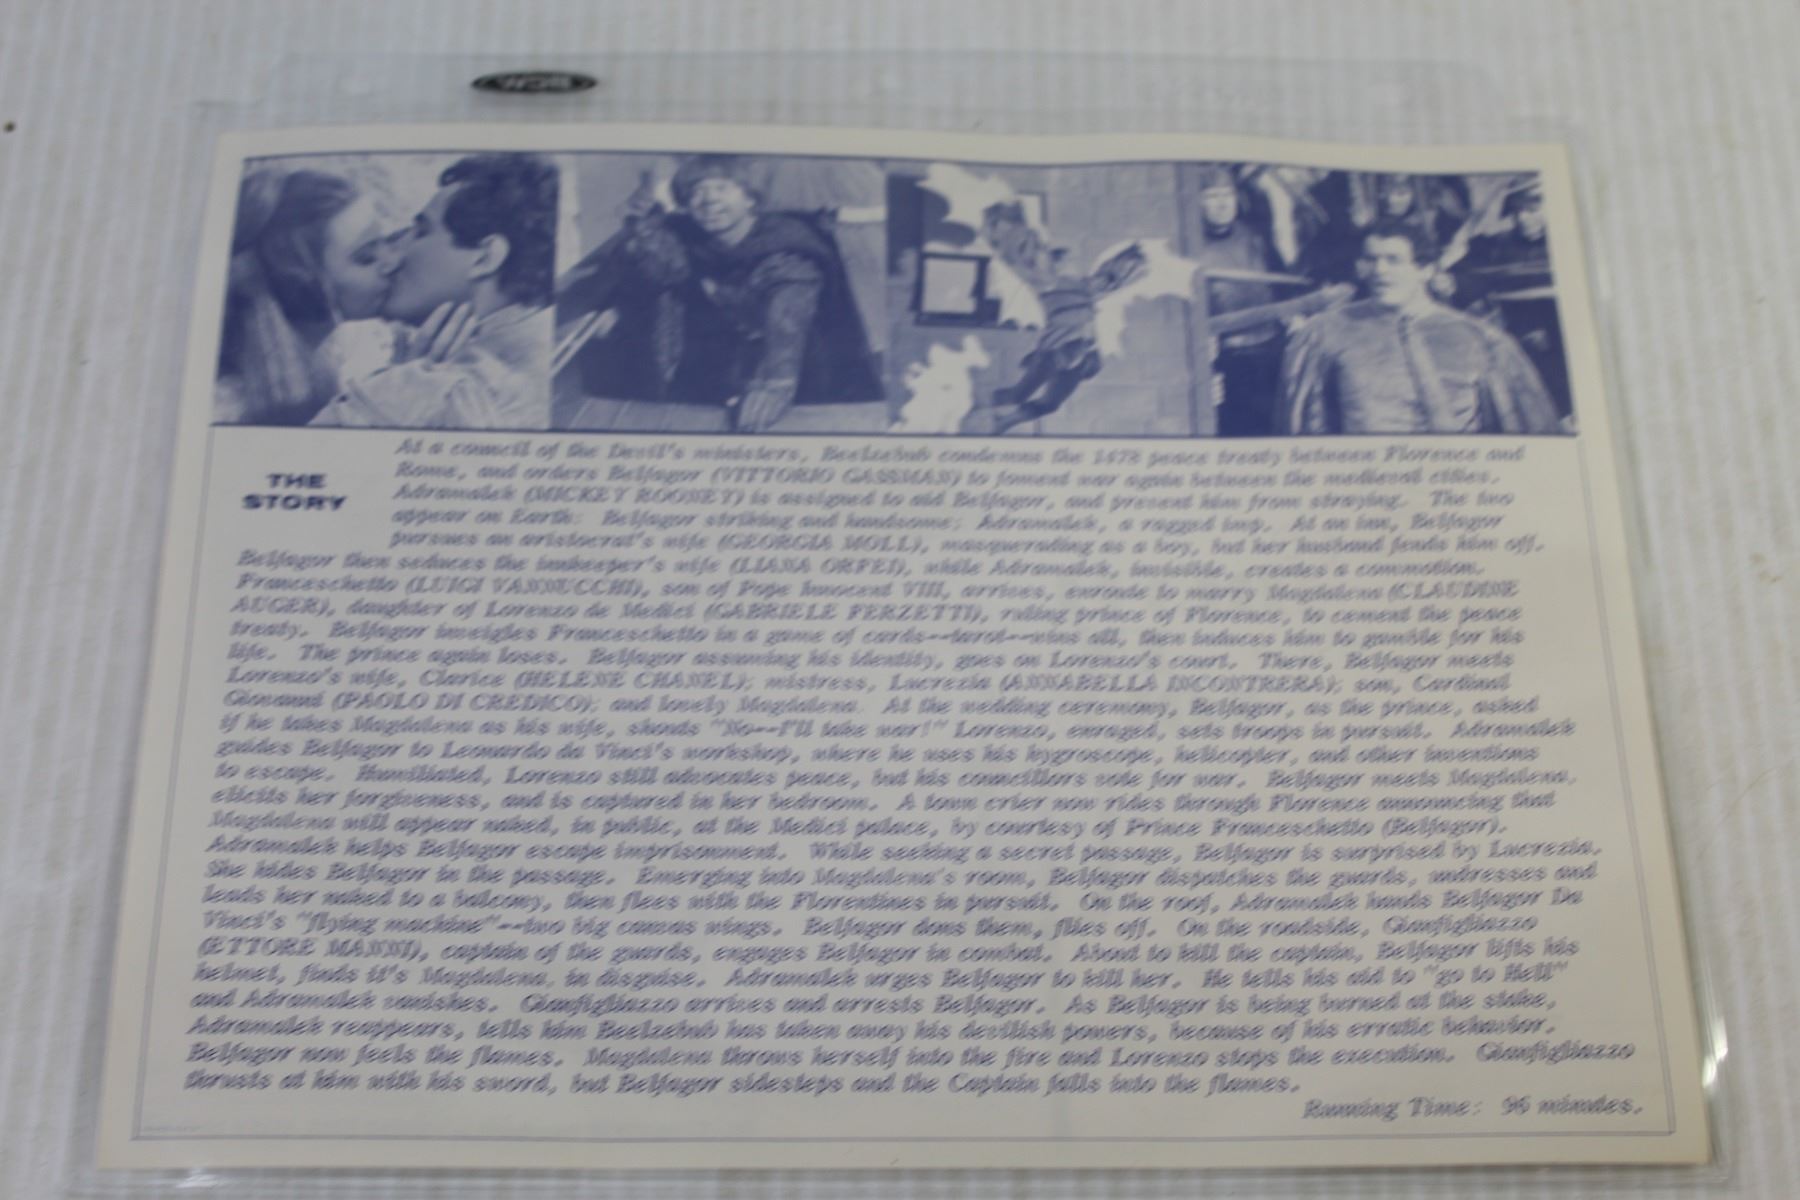 THE
STORY
At a council of the Devil's ministers, Beelzebub condemns the 1478 peace treaty between Florence and
Rome, and orders Belfagor (VITTORIO GASSMAN) to foment war again between the medieval cities.
Adramalek (MICKEY ROONEY) is assigned to aid Belfagor, and prevent him from straying. The two
appear on Earth: Belfagor striking and handsome; Adramalek, a ragged imp. At an inn, Belfagor
pursues an aristocrat's wife (GEORGIA MOLL), masquerading as a boy, but her husband fends him off.
Belfagor then seduces the innkeeper's wife (LIANA ORFEI), while Adramalek, invisible, creates a commotion.
Franceschetto (LUIGI VANNUCCHI), son of Pope Innocent VIII, arrives, enroute to marry Magdalena (CLAUDINE
AUGER), daughter of Lorenzo de Medici (GABRIELE FERZETTI), ruling prince of Florence, to cement the peace
treaty. Belfagor inveigles Franceschetto in a game of cards--tarot--wins all, then induces him to gamble for his
life. The prince again loses. Belfagor assuming his identity, goes on Lorenzo's court. There, Belfagor meets
Lorenzo's wife, Clarice (HELENE CHANEL); mistress, Lucrezia (ANNABELLA INCONTRERA); son, Cardinal
Giovanni (PAOLO DI CREDICO); and lonely Magdalena. At the wedding ceremony, Belfagor, as the prince, asked
if he takes Magdalena as his wife, shouts "No--I'll take war!" Lorenzo, enraged, sets troops in pursuit. Adramalek
guides Belfagor to Leonardo da Vinci's workshop, where he uses his hygroscope, helicopter, and other inventions
to escape. Humiliated, Lorenzo still advocates peace, but his councillors vote for war. Belfagor meets Magdalena,
elicits her forgiveness, and is captured in her bedroom. A town crier now rides through Florence announcing that
Magdalena will appear naked, in public, at the Medici palace, by courtesy of Prince Franceschetto (Belfagor).
Adramalek helps Belfagor escape imprisonment. While seeking a secret passage, Belfagor is surprised by Lucrezia.
She hides Belfagor in the passage. Emerging into Magdalena's room, Belfagor dispatches the guards, undresses and
leads her naked to a balcony, then flees with the Florentines in pursuit. On the roof, Adramalek hands Belfagor Da
Vinci's "flying machine"--two big canvas wings. Belfagor dons them, flies off. On the roadside, Gianfigliazzo
(ETTORE MANNI), captain of the guards, engages Belfagor in combat. About to kill the captain, Belfagor lifts his
helmet, finds it's Magdalena, in disguise. Adramalek urges Belfagor to kill her. He tells his aid to "go to Hell"
and Adramalek vanishes. Gianfigliazzo arrives and arrests Belfagor. As Belfagor is being burned at the stake,
Adramalek reappears, tells him Beelzebub has taken away his devilish powers, because of his erratic behavior.
Belfagor now feels the flames. Magdalena throws herself into the fire and Lorenzo stops the execution. Gianfigliazzo
thrusts at him with his sword, but Belfagor sidesteps and the Captain falls into the flames.
Running Time: 96 minutes.